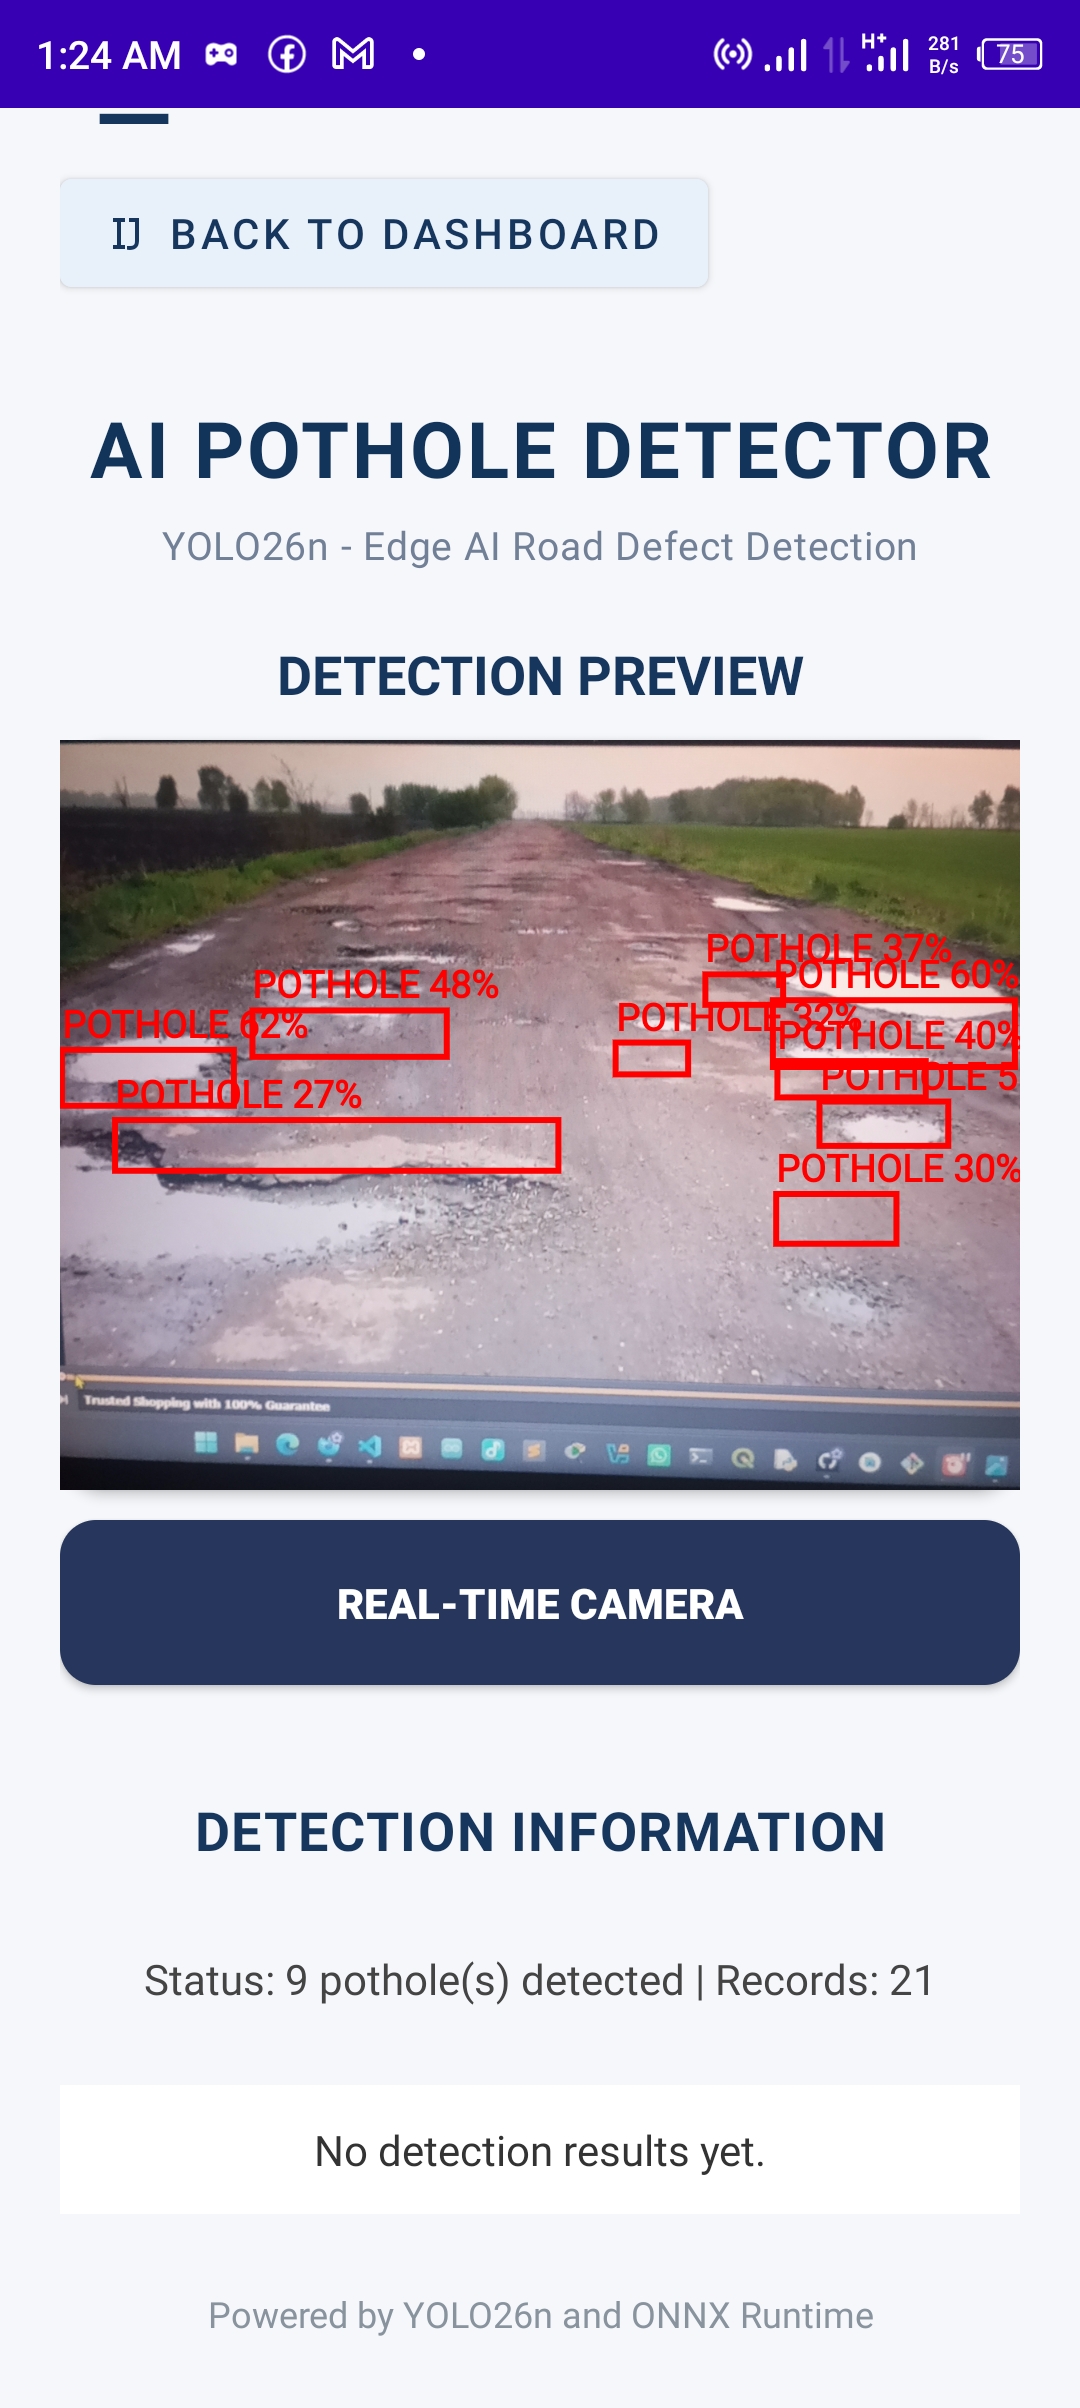 1:24 AM
H+
281
B/s
75
BACK TO DASHBOARD
AI POTHOLE DETECTOR
YOLO26n - Edge AI Road Defect Detection
DETECTION PREVIEW
POTHOLE 37%
POTHOLE 60%
POTHOLE 48%
POTHOLE 32%
POTHOLE 62%
POTHOLE 40%
POTHOLE 5
POTHOLE 27%
POTHOLE 30%
Trusted Shopping with 100% Guarantee
REAL-TIME CAMERA
DETECTION INFORMATION
Status: 9 pothole(s) detected | Records: 21
No detection results yet.
Powered by YOLO26n and ONNX Runtime